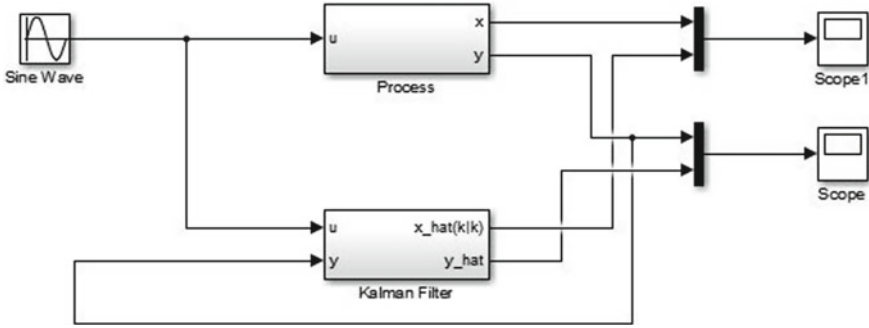 Sine Wave
u
x
y
Process
Scope1
Scope
u
y
x_hat(k|k)
y_hat
Kalman Filter